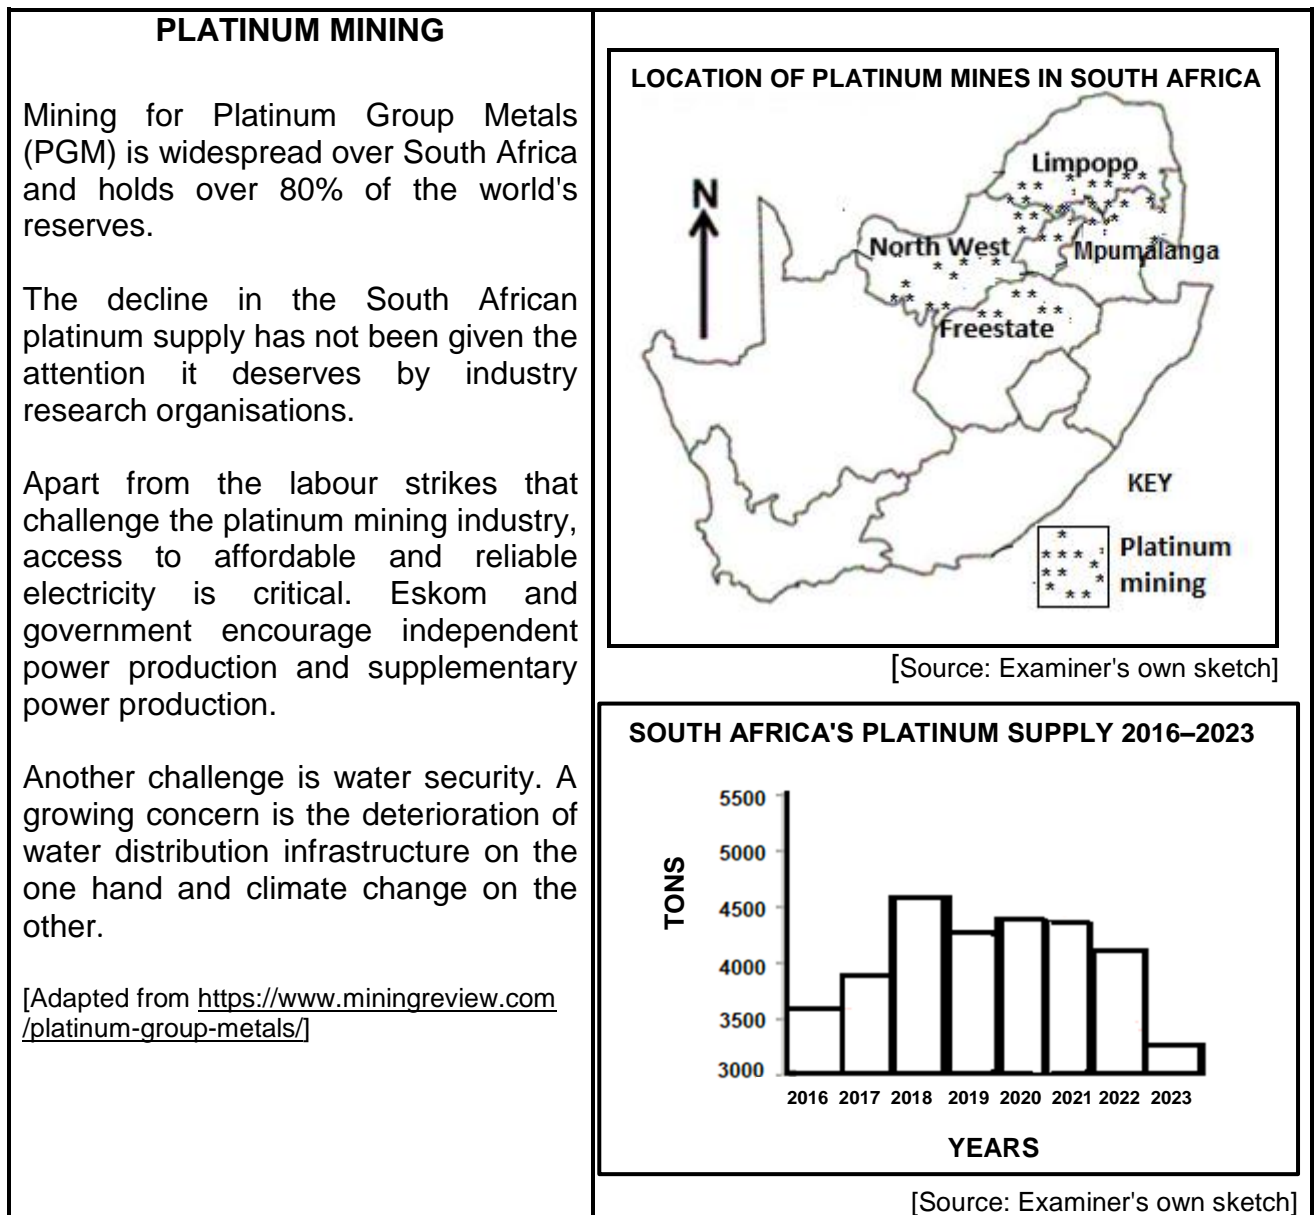 PLATINUM MINING
Mining for Platinum Group Metals
(PGM) is widespread over South Africa
and holds over 80% of the world's
reserves.
The decline in the South African
platinum supply has not been given the
attention it deserves by industry
research organisations.
Apart from the labour strikes that
challenge the platinum mining industry,
access to affordable and reliable
electricity is critical. Eskom and
government encourage independent
power production and supplementary
power production.
Another challenge is water security. A
growing concern is the deterioration of
water distribution infrastructure on the
one hand and climate change on the
other.
[Adapted from https://www.miningreview.com
/platinum-group-metals/]
LOCATION OF PLATINUM MINES IN SOUTH AFRICA
N
Limpopo
North West
Mpumalanga
Freestate
KEY
Platinum
mining
[Source: Examiner's own sketch]
SOUTH AFRICA'S PLATINUM SUPPLY 2016–2023
TONS
5500
5000
4500
4000
3500
3000
2016 2017 2018 2019 2020 2021 2022 2023
YEARS
[Source: Examiner's own sketch]